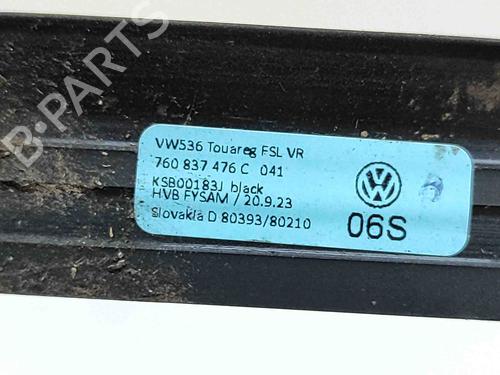 B-PARTS
VW536 Touareg FSL VR
760 837 476 C 041
KSB00183J black
HVB FYSAM / 20.9.23
Slovakia D 80393/80210
06S